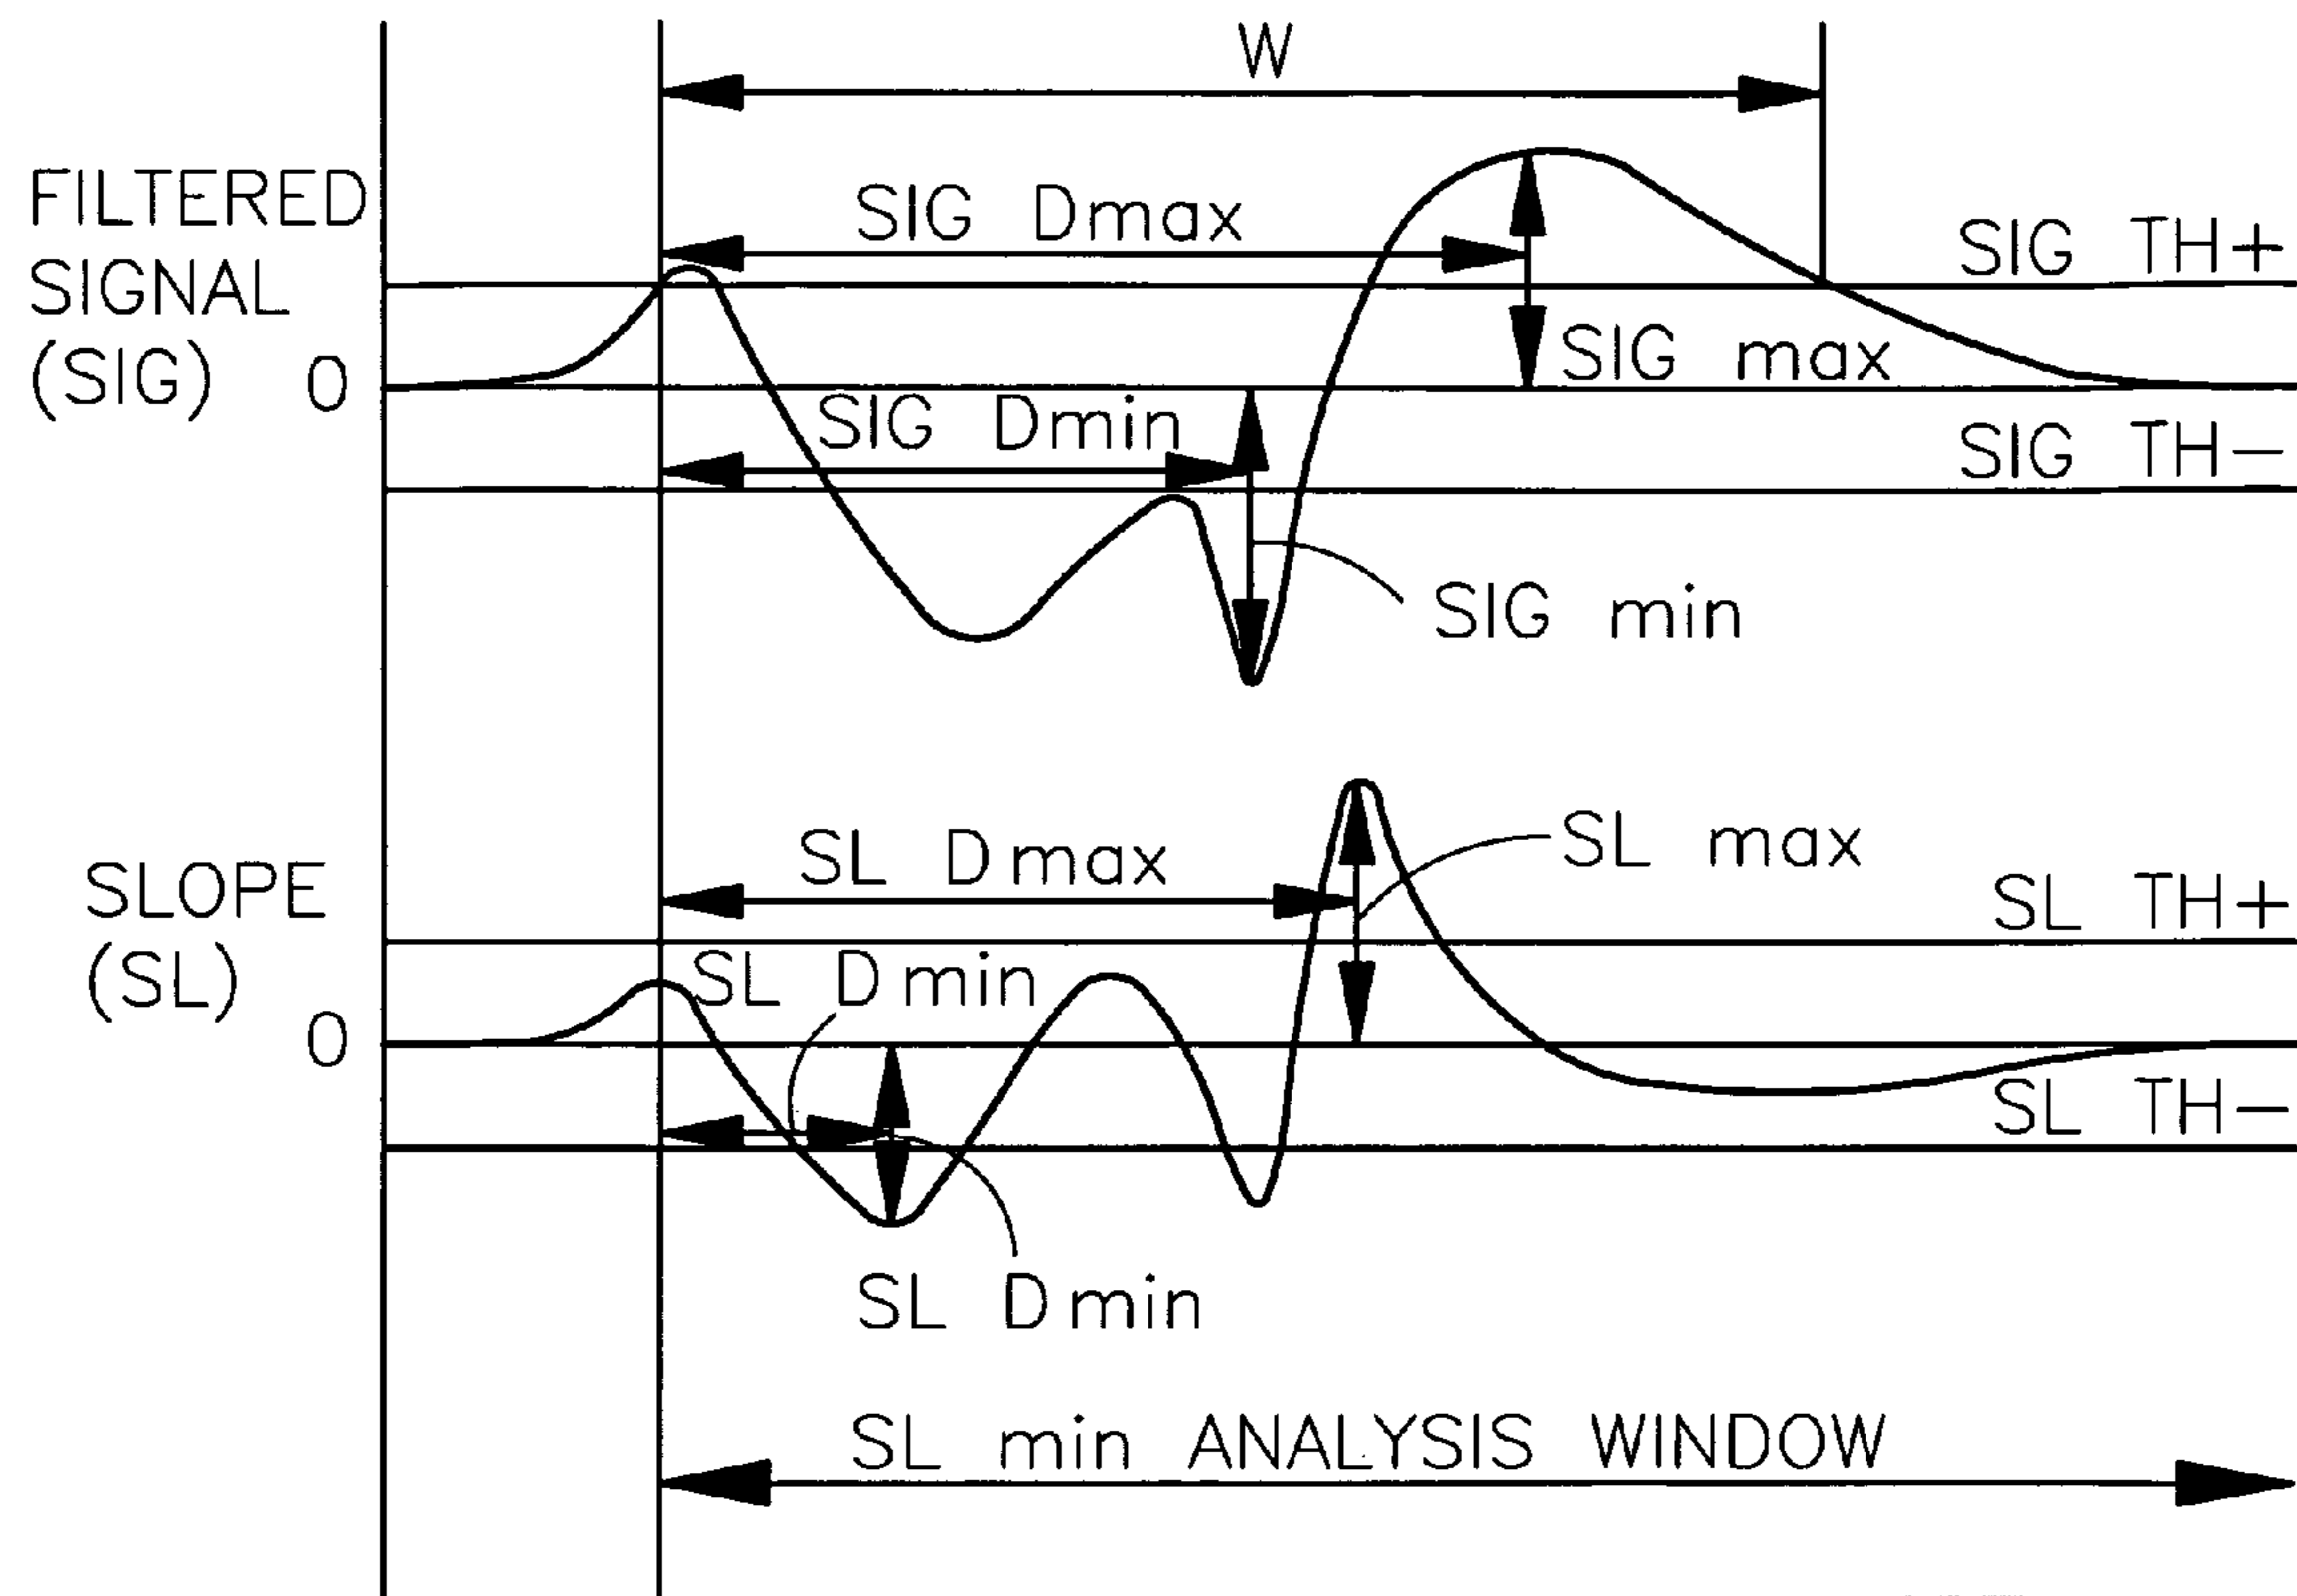 W
FILTERED
SIGNAL
(SIG)
0
SIG Dmax
SIG TH+
SIG max
SIG Dmin
SIG TH-
SIG min
SLOPE
(SL)
0
SL Dmax
SL max
SL TH+
SL Dmin
SL TH-
SL Dmin
SL min ANALYSIS WINDOW